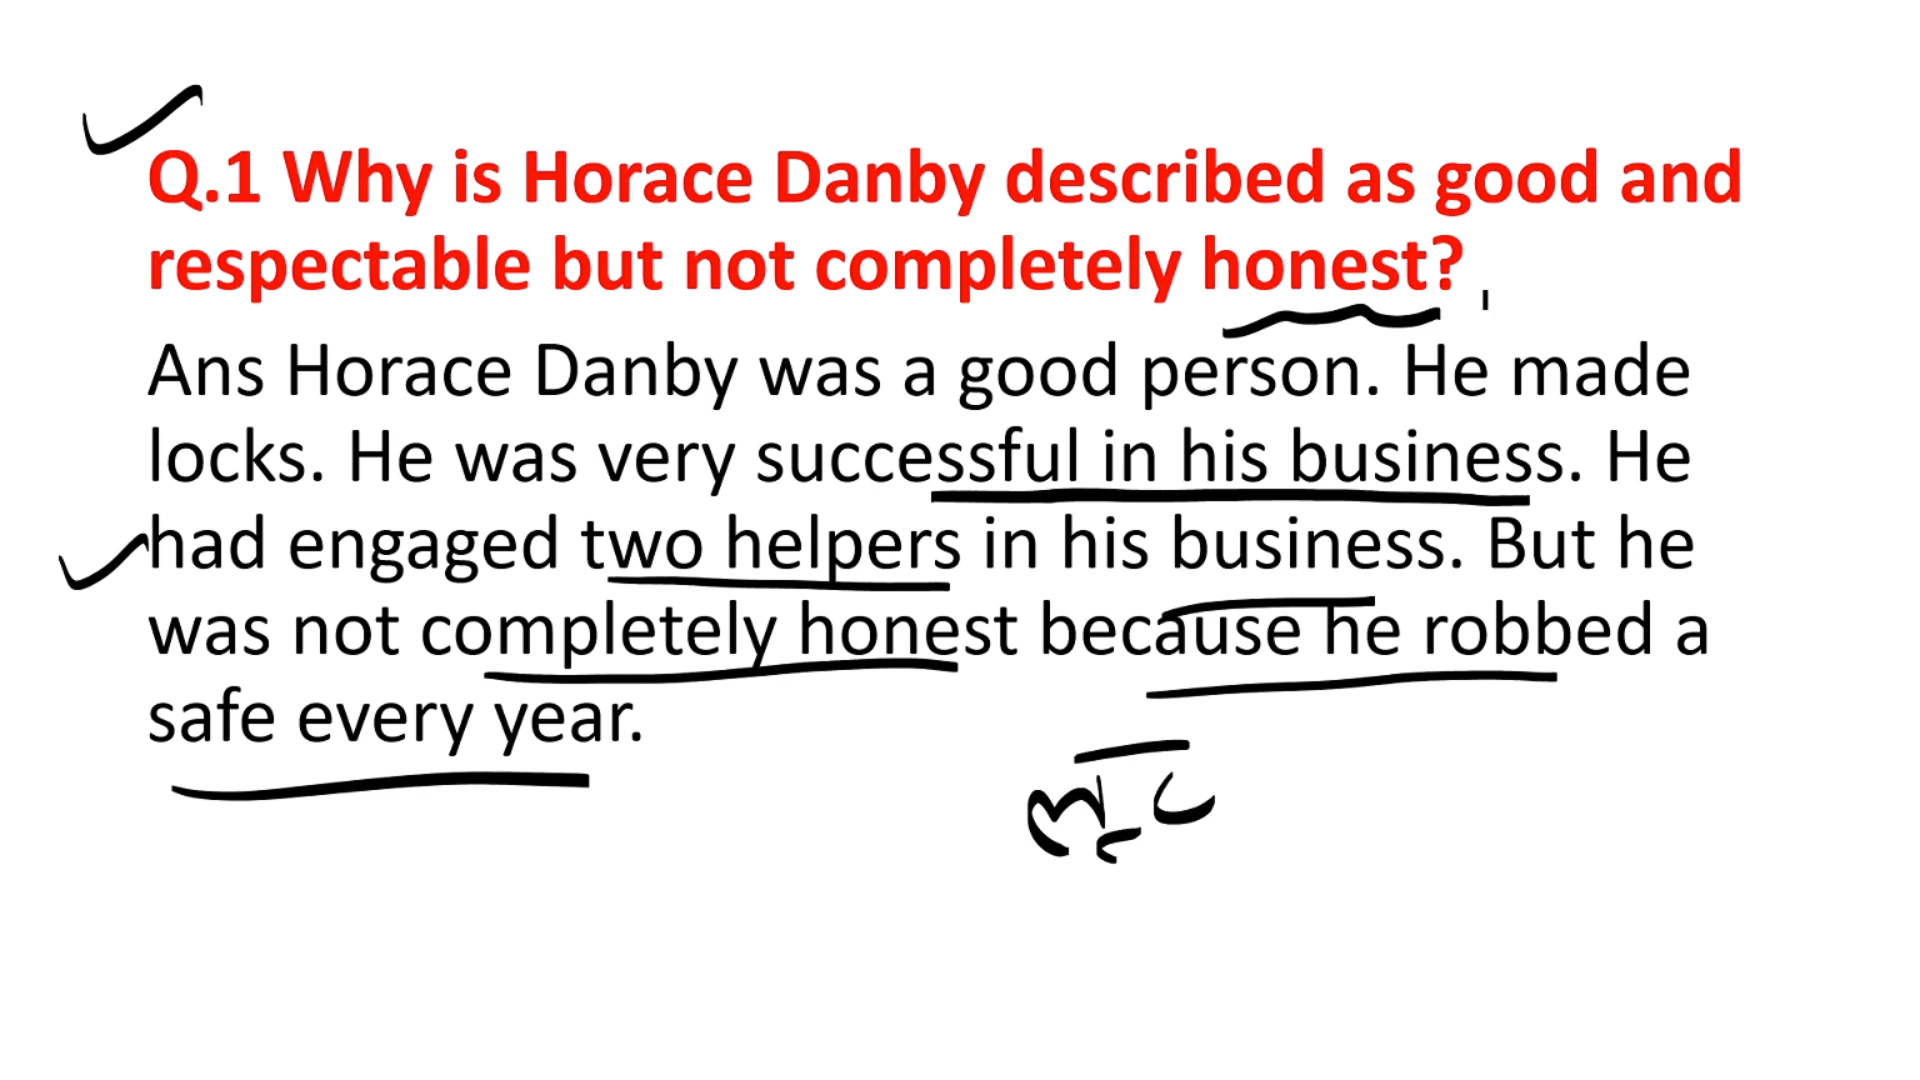 Q.1 Why is Horace Danby described as good and
respectable but not completely honest?
Ans Horace Danby was a good person. He made
locks. He was very successful in his business. He
had engaged two helpers in his business. But he
was not completely honest because he robbed a
safe every year.